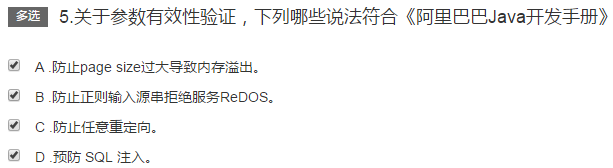 多选 5.关于参数有效性验证，下列哪些说法符合《阿里巴巴Java开发手册》
A .防止page size过大导致内存溢出。
B .防止正则输入源串拒绝服务ReDOS。
C .防止任意重定向。
D .预防 SQL 注入。